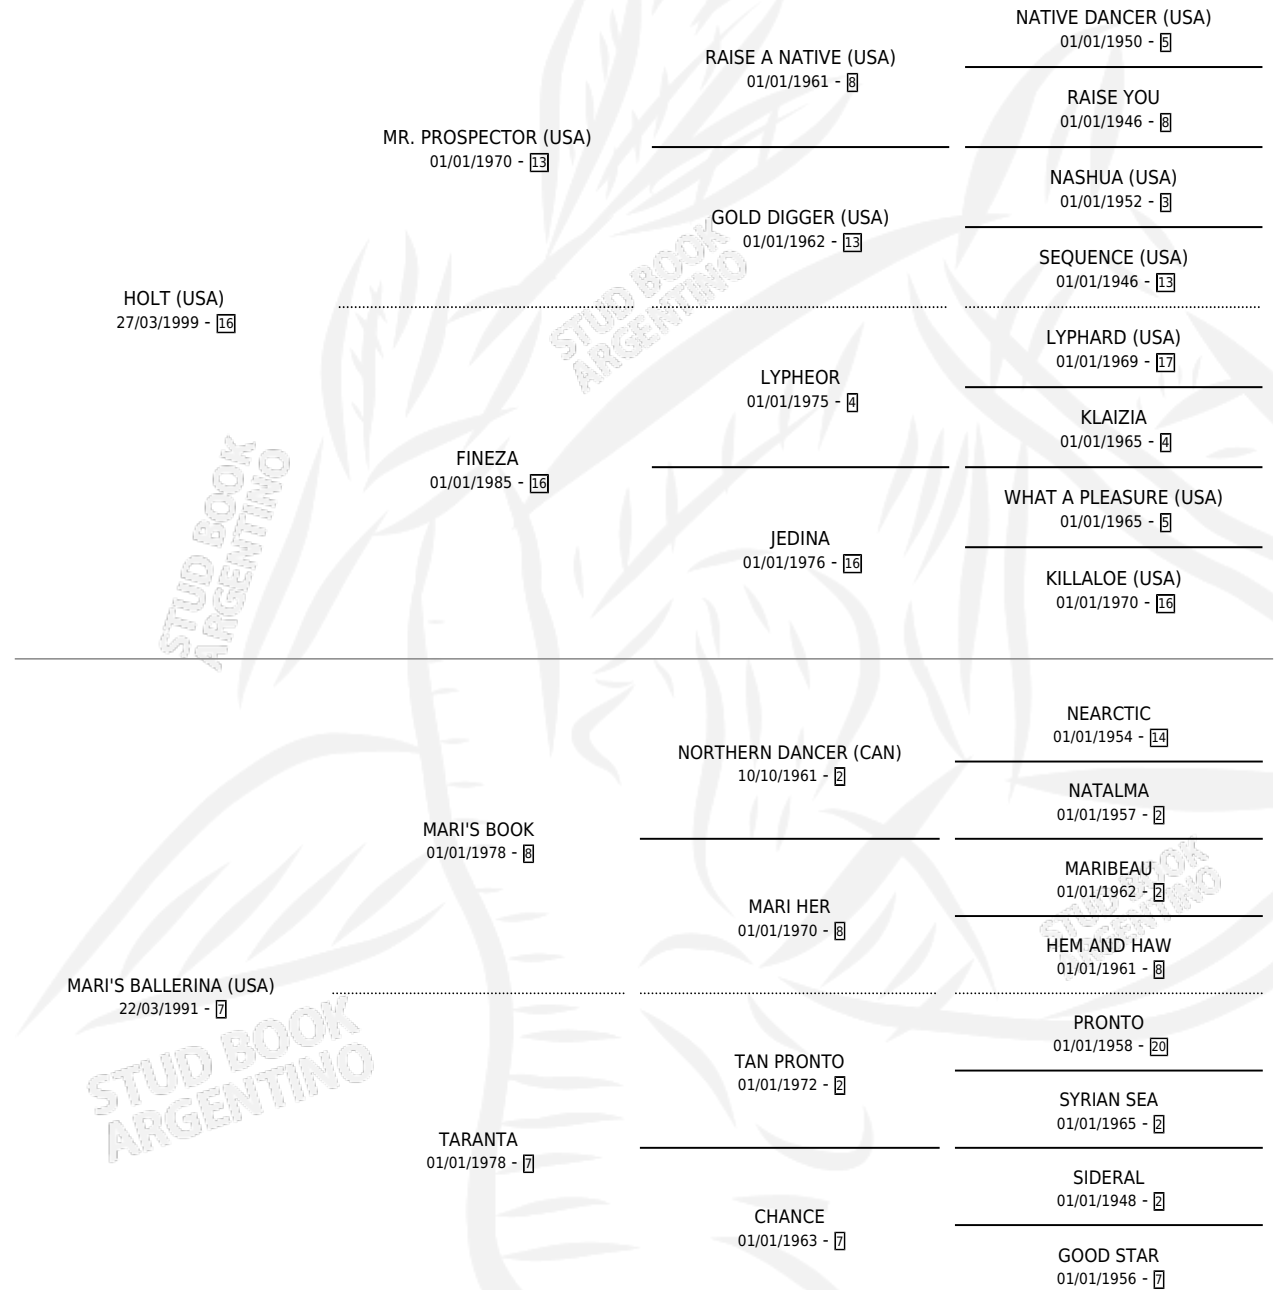 NATIVE DANCER (USA)
01/01/1950 - 5
RAISE A NATIVE (USA)
01/01/1961 - 8
RAISE YOU
01/01/1946 - 8
MR. PROSPECTOR (USA)
01/01/1970 - 13
NASHUA (USA)
01/01/1952 - 3
GOLD DIGGER (USA)
01/01/1962 - 13
SEQUENCE (USA)
01/01/1946 - 13
HOLT (USA)
27/03/1999 - 16
LYPHARD (USA)
01/01/1969 - 17
LYPHEOR
01/01/1975 - 4
KLAIZIA
01/01/1965 - 4
FINEZA
01/01/1985 - 16
WHAT A PLEASURE (USA)
01/01/1965 - 5
JEDINA
01/01/1976 - 16
KILLALOE (USA)
01/01/1970 - 16
NEARCTIC
01/01/1954 - 14
NORTHERN DANCER (CAN)
10/10/1961 - 2
NATALMA
01/01/1957 - 2
MARI'S BOOK
01/01/1978 - 8
MARIBEAU
01/01/1962 - 2
MARI HER
01/01/1970 - 8
HEM AND HAW
01/01/1961 - 8
MARI'S BALLERINA (USA)
22/03/1991 - 7
PRONTO
01/01/1958 - 20
TAN PRONTO
01/01/1972 - 2
SYRIAN SEA
01/01/1965 - 2
TARANTA
01/01/1978 - 7
SIDERAL
01/01/1948 - 2
CHANCE
01/01/1963 - 7
GOOD STAR
01/01/1956 - 7
STUD BOOK
ARGENTINO
STUD BOOK
ARGENTINO
STUD BOOK
ARGENTINO
STUD BOOK
ARGENTINO